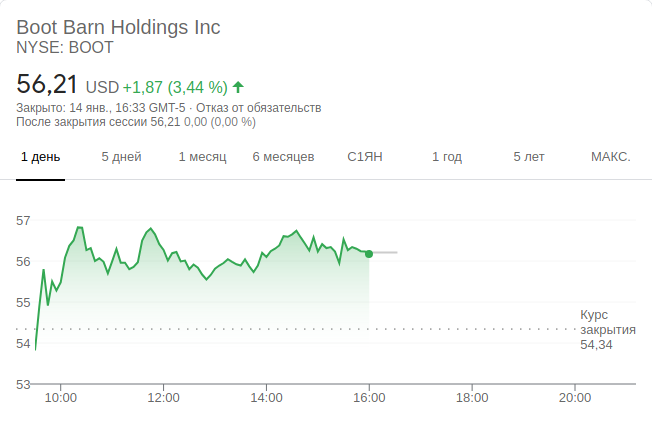 Boot Barn Holdings Inc
NYSE: BOOT
56,21 USD +1,87 (3,44 %)
Закрыто: 14 янв., 16:33 GMT-5 · Отказ от обязательств
После закрытия сессии 56,21 0,00 (0,00 %)
1 день 5 дней 1 месяц 6 месяцев С1ЯН 1 год 5 лет МАКС.
57
56
55
Курс
закрытия
54,34
54
53
10:00 12:00 14:00 16:00 18:00 20:00